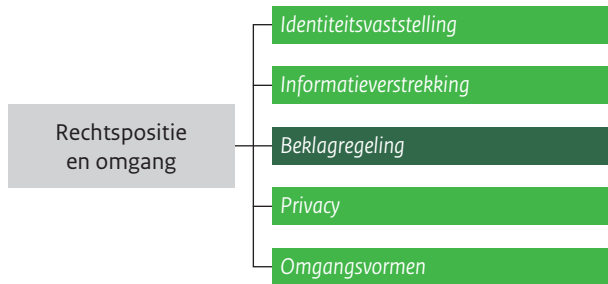 Identiteitsvaststelling
Informatieverstrekking
Rechtspositie
en omgang
Beklagregeling
Privacy
Omgangsvormen